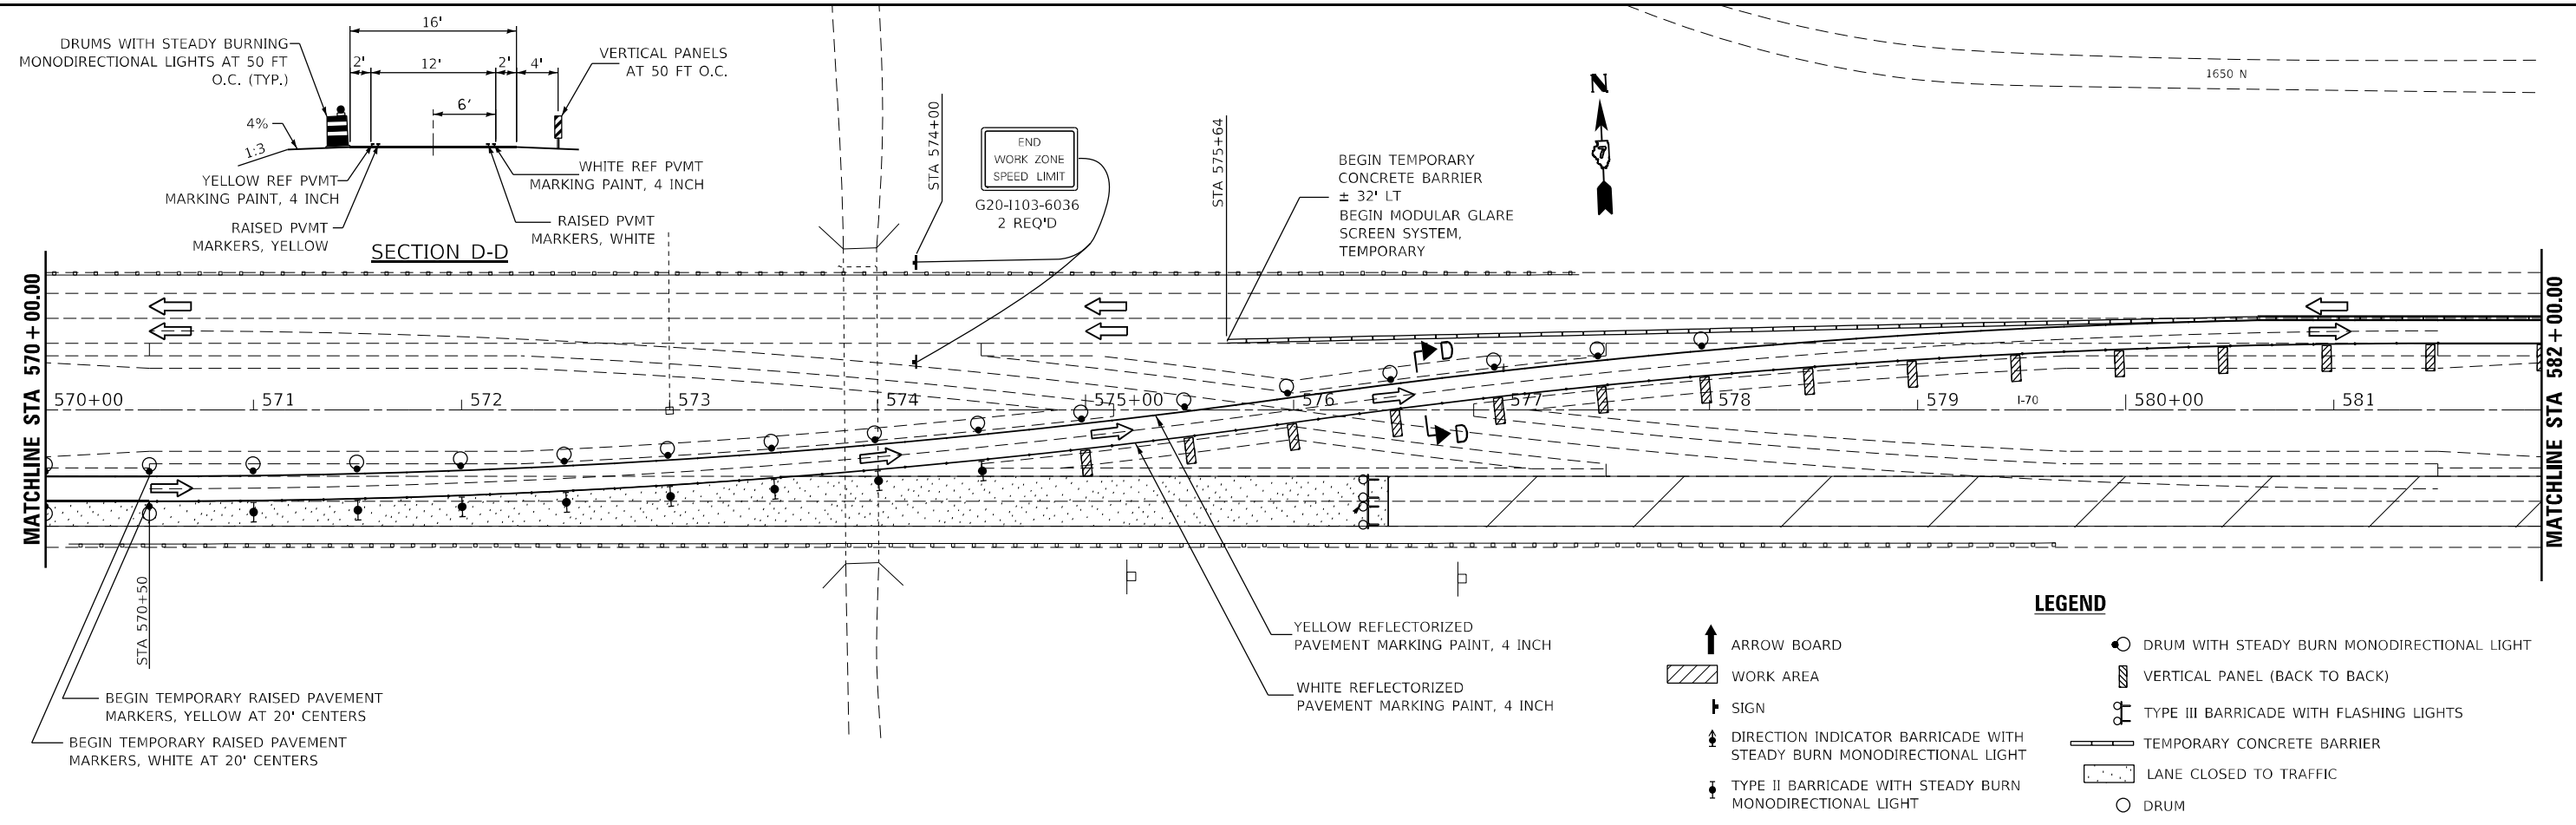 16'
DRUMS WITH STEADY BURNING
MONODIRECTIONAL LIGHTS AT 50 FT
O.C. (TYP.)
2'
12'
2'
4'
6'
VERTICAL PANELS
AT 50 FT O.C.
4%
1:3
YELLOW REF PVMT
MARKING PAINT, 4 INCH
RAISED PVMT
MARKERS, YELLOW
WHITE REF PVMT
MARKING PAINT, 4 INCH
RAISED PVMT
MARKERS, WHITE
SECTION D-D
STA 574+00
END
WORK ZONE
SPEED LIMIT
G20-I103-6036
2 REQ'D
STA 575+64
BEGIN TEMPORARY
CONCRETE BARRIER
± 32' LT
BEGIN MODULAR GLARE
SCREEN SYSTEM,
TEMPORARY
N
7
1650 N
MATCHLINE STA 570+00.00
D
D
570+00
571
572
573
574
575+00
576
577
578
579
I-70
580+00
581
MATCHLINE STA 582+00.00
STA 570+50
BEGIN TEMPORARY RAISED PAVEMENT
MARKERS, YELLOW AT 20' CENTERS
BEGIN TEMPORARY RAISED PAVEMENT
MARKERS, WHITE AT 20' CENTERS
YELLOW REFLECTORIZED
PAVEMENT MARKING PAINT, 4 INCH
WHITE REFLECTORIZED
PAVEMENT MARKING PAINT, 4 INCH
LEGEND
ARROW BOARD
WORK AREA
SIGN
DIRECTION INDICATOR BARRICADE WITH
STEADY BURN MONODIRECTIONAL LIGHT
TYPE II BARRICADE WITH STEADY BURN
MONODIRECTIONAL LIGHT
DRUM WITH STEADY BURN MONODIRECTIONAL LIGHT
VERTICAL PANEL (BACK TO BACK)
TYPE III BARRICADE WITH FLASHING LIGHTS
TEMPORARY CONCRETE BARRIER
LANE CLOSED TO TRAFFIC
DRUM